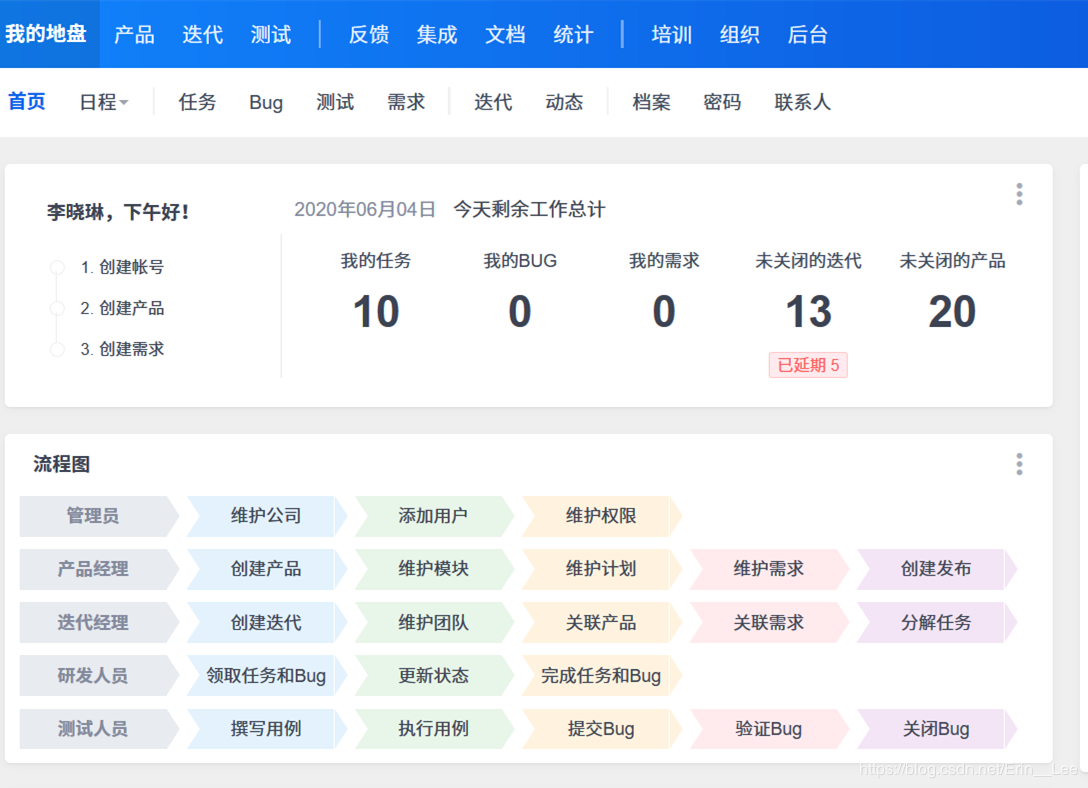 我的地盘 产品 迭代 测试 反馈 集成 文档 统计 培训 组织 后台
首页 日程 任务 Bug 测试 需求 迭代 动态 档案 密码 联系人
李晓琳，下午好！
1. 创建帐号
2. 创建产品
3. 创建需求
2020年06月04日 今天剩余工作总计
我的任务 我的BUG 我的需求 未关闭的迭代 未关闭的产品
10 0 0 13 20
已延期 5
流程图
管理员 维护公司 添加用户 维护权限
产品经理 创建产品 维护模块 维护计划 维护需求 创建发布
迭代经理 创建迭代 维护团队 关联产品 关联需求 分解任务
研发人员 领取任务和Bug 更新状态 完成任务和Bug
测试人员 撰写用例 执行用例 提交Bug 验证Bug 关闭Bug
https://blog.csdn.net/Erin__Lee